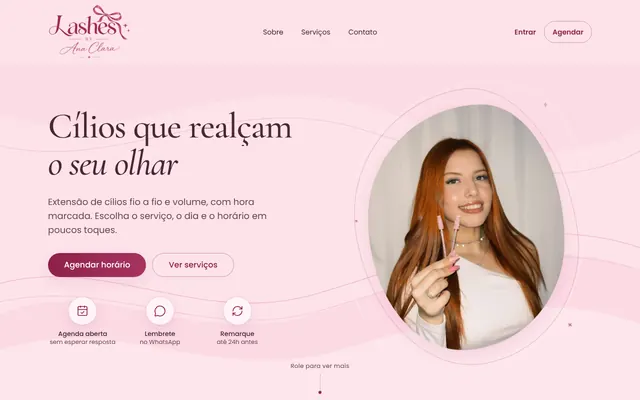 Lashes
BY
Ana Clara
Sobre
Serviços
Contato
Entrar
Agendar
Cílios que realçam
o seu olhar
Extensão de cílios fio a fio e volume, com hora
marcada. Escolha o serviço, o dia e o horário em
poucos toques.
Agendar horário
Ver serviços
Agenda aberta
sem esperar resposta
Lembrete
no WhatsApp
Remarque
até 24h antes
Role para ver mais